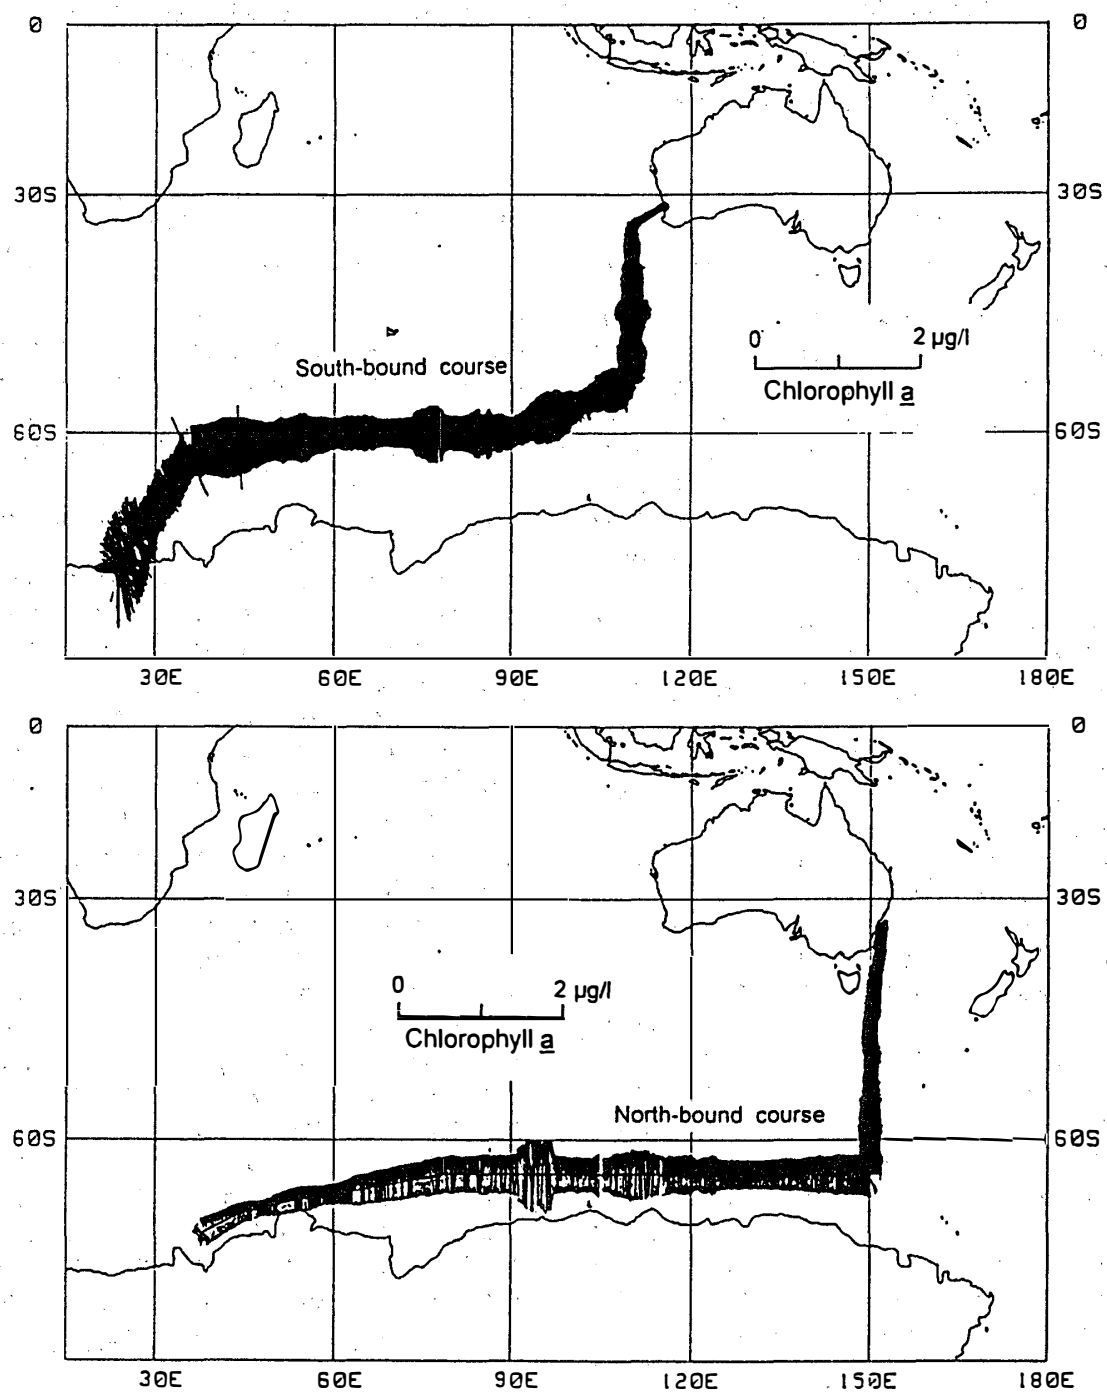 0 0
30S 30S
0 2 µg/l
South-bound course
Chlorophyll a
60S 60S
30E 60E 90E 120E 150E 180E
0 0
30S 30S
0 2 µg/l
Chlorophyll a
North-bound course
60S 60S
30E 60E 90E 120E 150E 180E